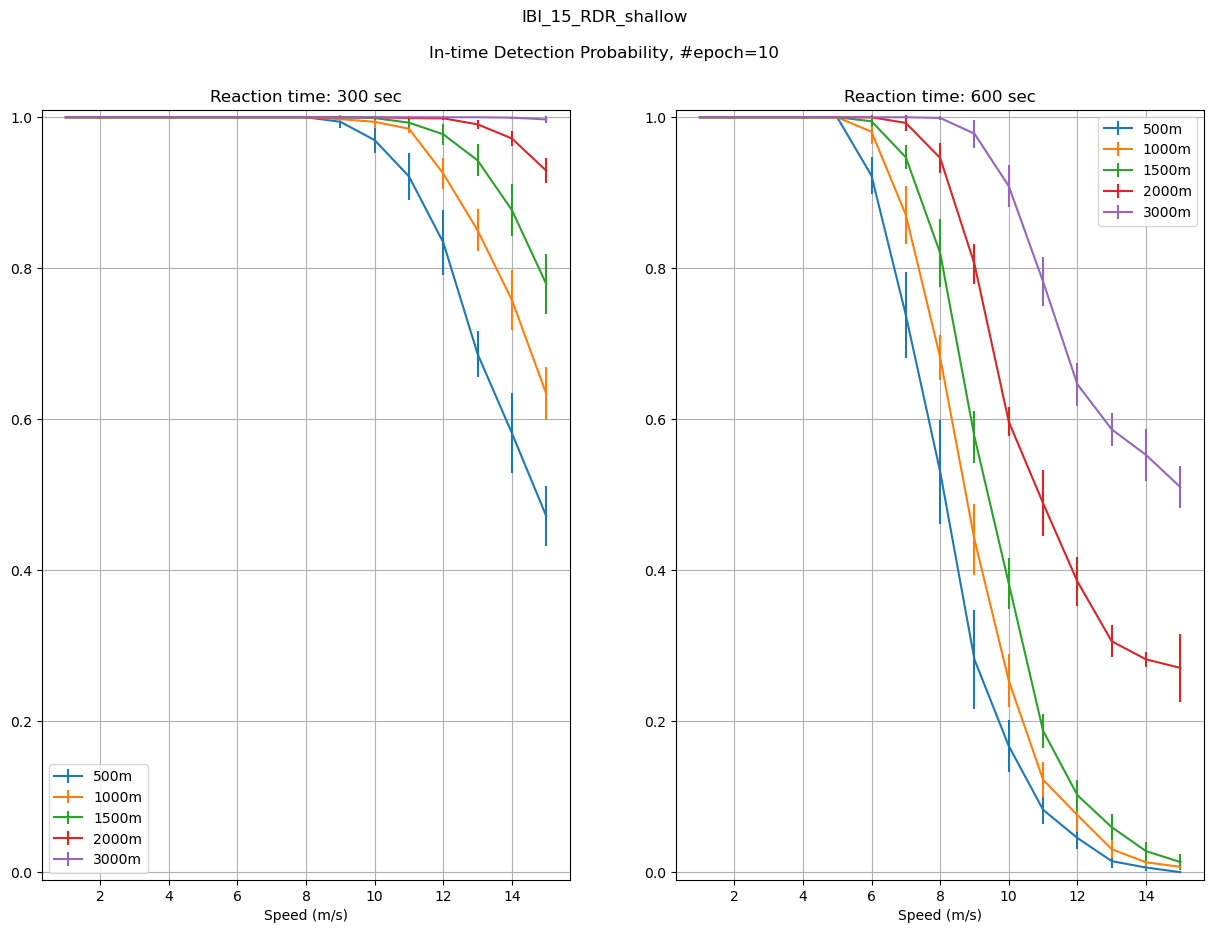 IBI_15_RDR_shallow
In-time Detection Probability, #epoch=10
Reaction time: 300 sec
1.0
0.8
0.6
0.4
0.2
0.0
2 4 6 8 10 12 14
Speed (m/s)
500m
1000m
1500m
2000m
3000m
Reaction time: 600 sec
1.0
0.8
0.6
0.4
0.2
0.0
2 4 6 8 10 12 14
Speed (m/s)
500m
1000m
1500m
2000m
3000m